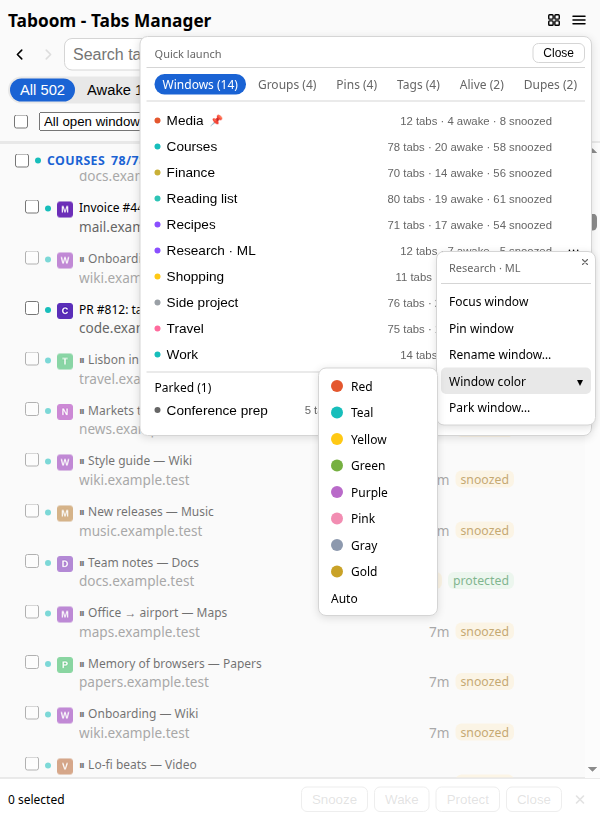 Taboom - Tabs Manager
Search ta
Quick launch
Close
All 502
Awake 1
Windows (14)
Groups (4)
Pins (4)
Tags (4)
Alive (2)
Dupes (2)
All open window
Media
12 tabs · 4 awake · 8 snoozed
Courses
78 tabs · 20 awake · 58 snoozed
Finance
70 tabs · 14 awake · 56 snoozed
Reading list
80 tabs · 19 awake · 61 snoozed
Recipes
71 tabs · 17 awake · 54 snoozed
Research · ML
12 tabs · 7 awake · 5 snoozed
Shopping
11 tabs
Side project
76 tabs ·
Travel
75 tabs ·
Work
14 tabs
Parked (1)
Conference prep
5 t
Research · ML
×
Focus window
Pin window
Rename window...
Window color ▾
Park window...
Red
Teal
Yellow
Green
Purple
Pink
Gray
Gold
Auto
COURSES 78/7
docs.exar
M Invoice #44
mail.exan
W Onboardi
wiki.exam
C PR #812: ta
code.exar
T Lisbon in
travel.exa
N Markets t
news.exa
W Style guide — Wiki
wiki.example.test
m snoozed
M New releases — Music
music.example.test
m snoozed
D Team notes — Docs
docs.example.test
protected
M Office → airport — Maps
maps.example.test
7m snoozed
P Memory of browsers — Papers
papers.example.test
7m snoozed
W Onboarding — Wiki
wiki.example.test
7m snoozed
V Lo-fi beats — Video
0 selected
Snooze
Wake
Protect
Close
×